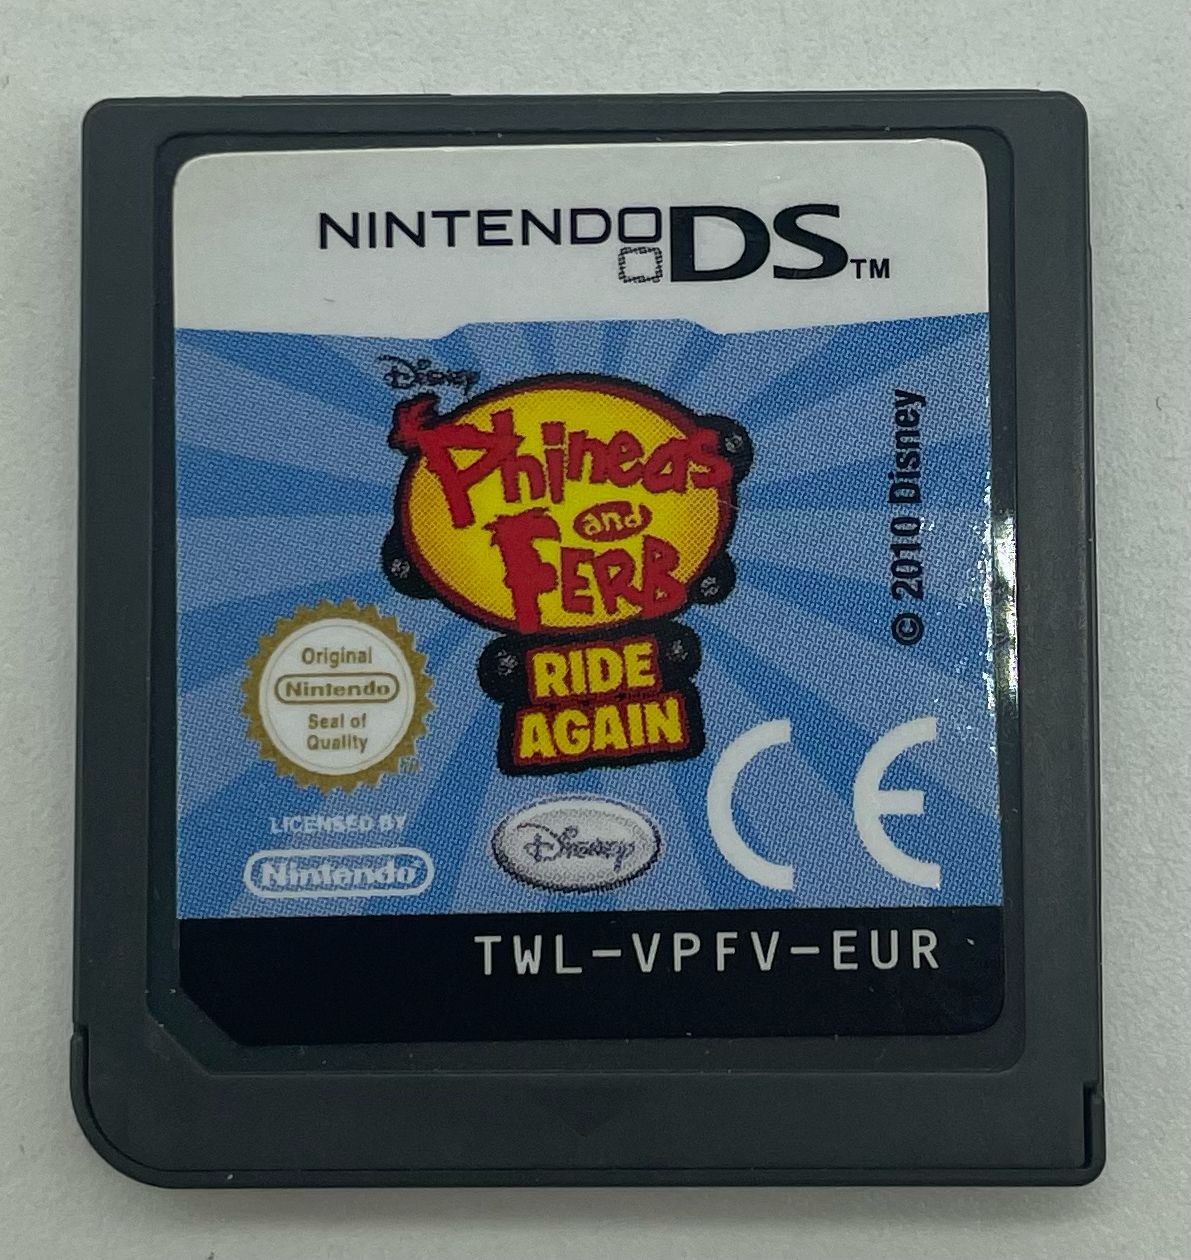 NINTENDO DS™
Disney
Phineas
and
FERB
RIDE
AGAIN
© 2010 Disney
Original
Nintendo
Seal of
Quality
TM
LICENSED BY
Nintendo®
Disney
CE
TWL-VPFV-EUR